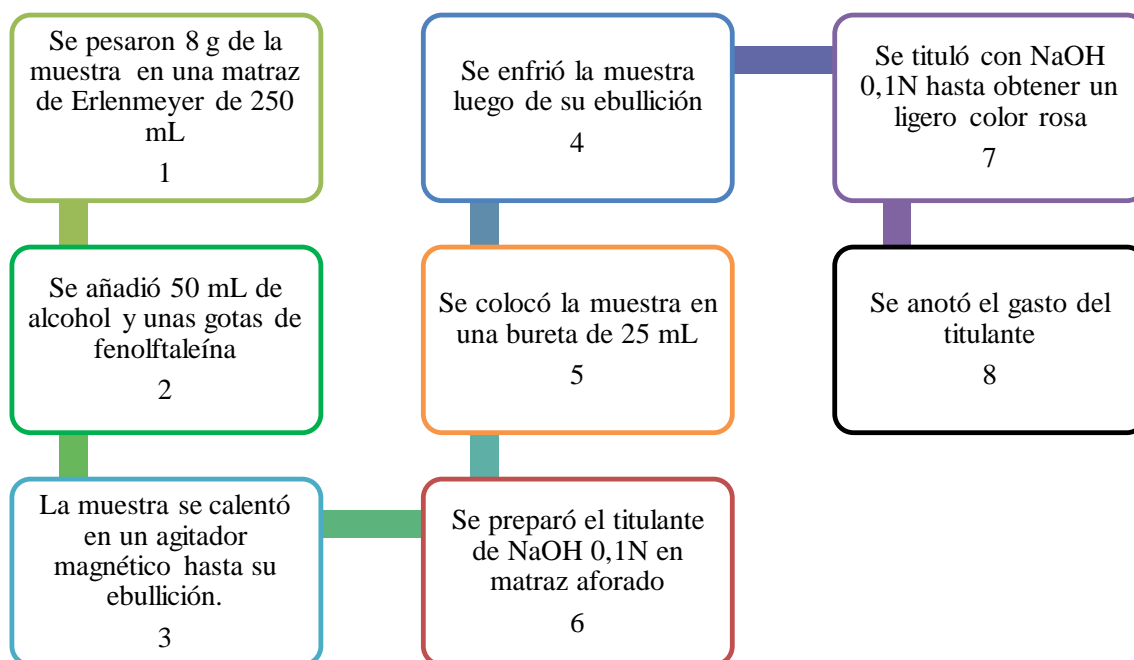 Se pesaron 8 g de la
muestra en una matraz
de Erlenmeyer de 250
mL
1
Se añadió 50 mL de
alcohol y unas gotas de
fenolftaleína
2
La muestra se calentó
en un agitador
magnético hasta su
ebullición.
3
Se enfrió la muestra
luego de su ebullición
4
Se colocó la muestra en
una bureta de 25 mL
5
Se preparó el titulante
de NaOH 0,1N en
matraz aforado
6
Se tituló con NaOH
0,1N hasta obtener un
ligero color rosa
7
Se anotó el gasto del
titulante
8